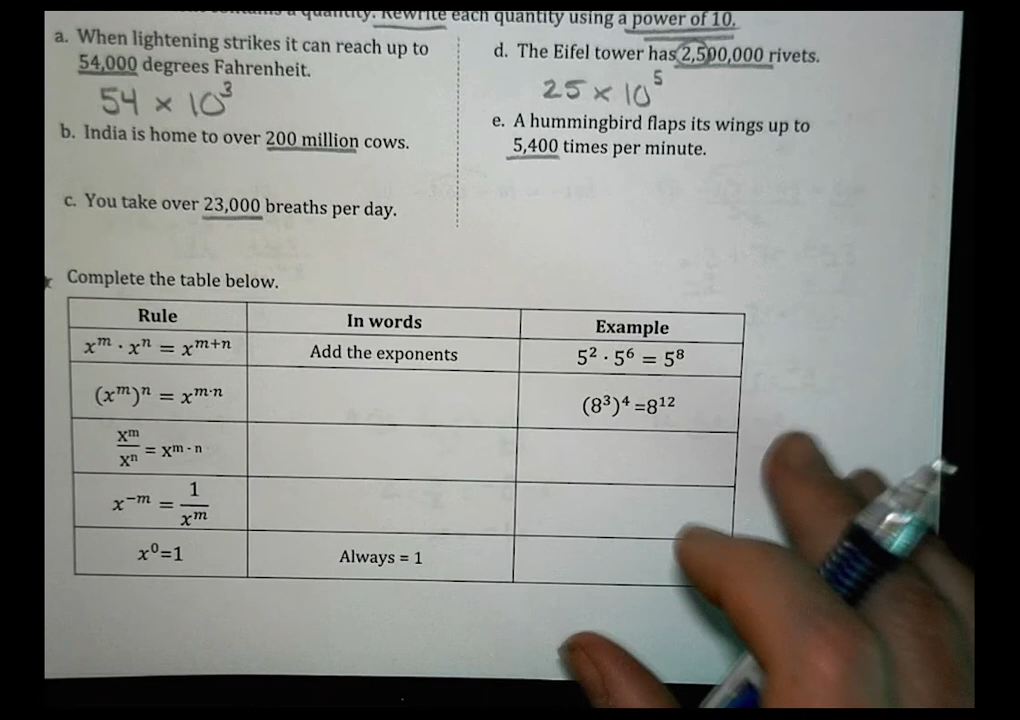 contains a quantity. Rewrite each quantity using a power of 10.
a. When lightening strikes it can reach up to
54,000 degrees Fahrenheit.
54 × 10³
b. India is home to over 200 million cows.
c. You take over 23,000 breaths per day.
d. The Eifel tower has 2,500,000 rivets.
25 × 10⁵
e. A hummingbird flaps its wings up to
5,400 times per minute.
Complete the table below.
Rule In words Example
xᵐ · xⁿ = xᵐ⁺ⁿ Add the exponents 5² · 5⁶ = 5⁸
(xᵐ)ⁿ = xᵐ·ⁿ (8³)⁴ =8¹²
xᵐ/xⁿ = xᵐ⁻ⁿ
x⁻ᵐ = 1/xᵐ
x⁰=1 Always = 1